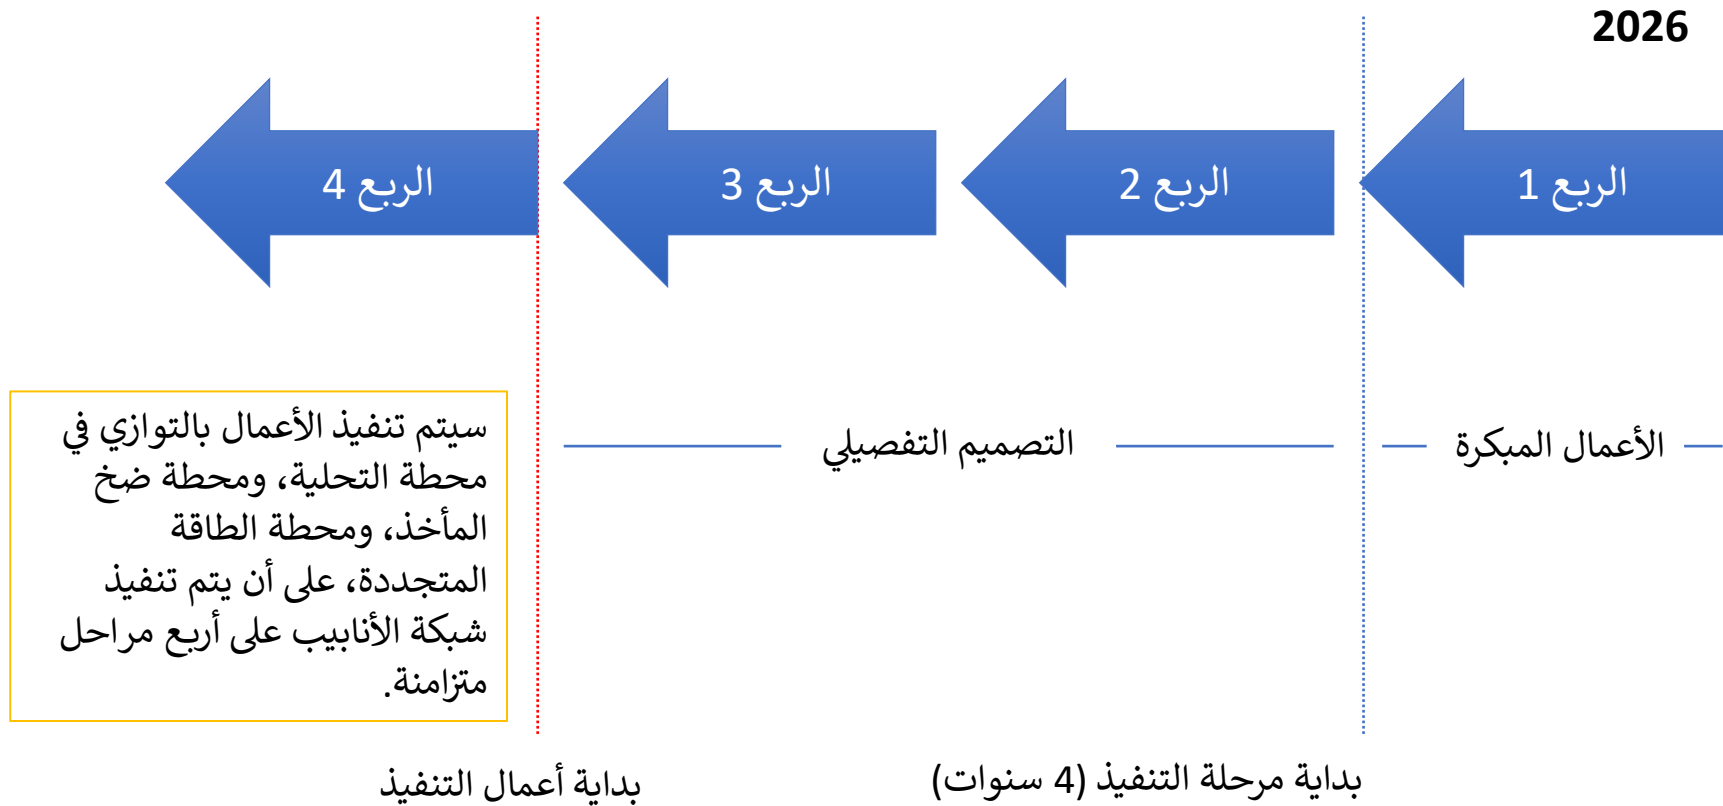 2026
الربع 1
الربع 2
الربع 3
الربع 4
الأعمال المبكرة
التصميم التفصيلي
سيتم تنفيذ الأعمال بالتوازي في
محطة التحلية، ومحطة ضخ
المأخذ، ومحطة الطاقة
المتجددة، على أن يتم تنفيذ
شبكة الأنابيب على أربع مراحل
متزامنة.
بداية مرحلة التنفيذ (4 سنوات)
بداية أعمال التنفيذ